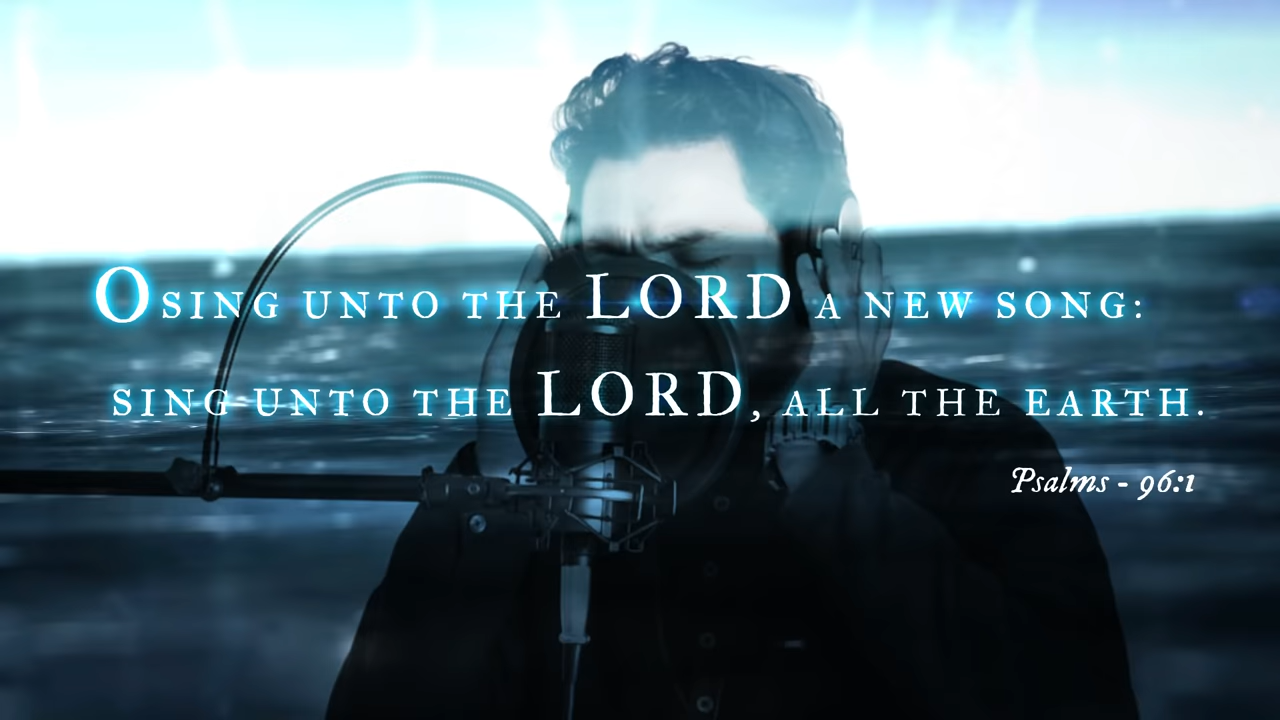 O SING UNTO THE LORD A NEW SONG:
SING UNTO THE LORD, ALL THE EARTH.
Psalms - 96:1